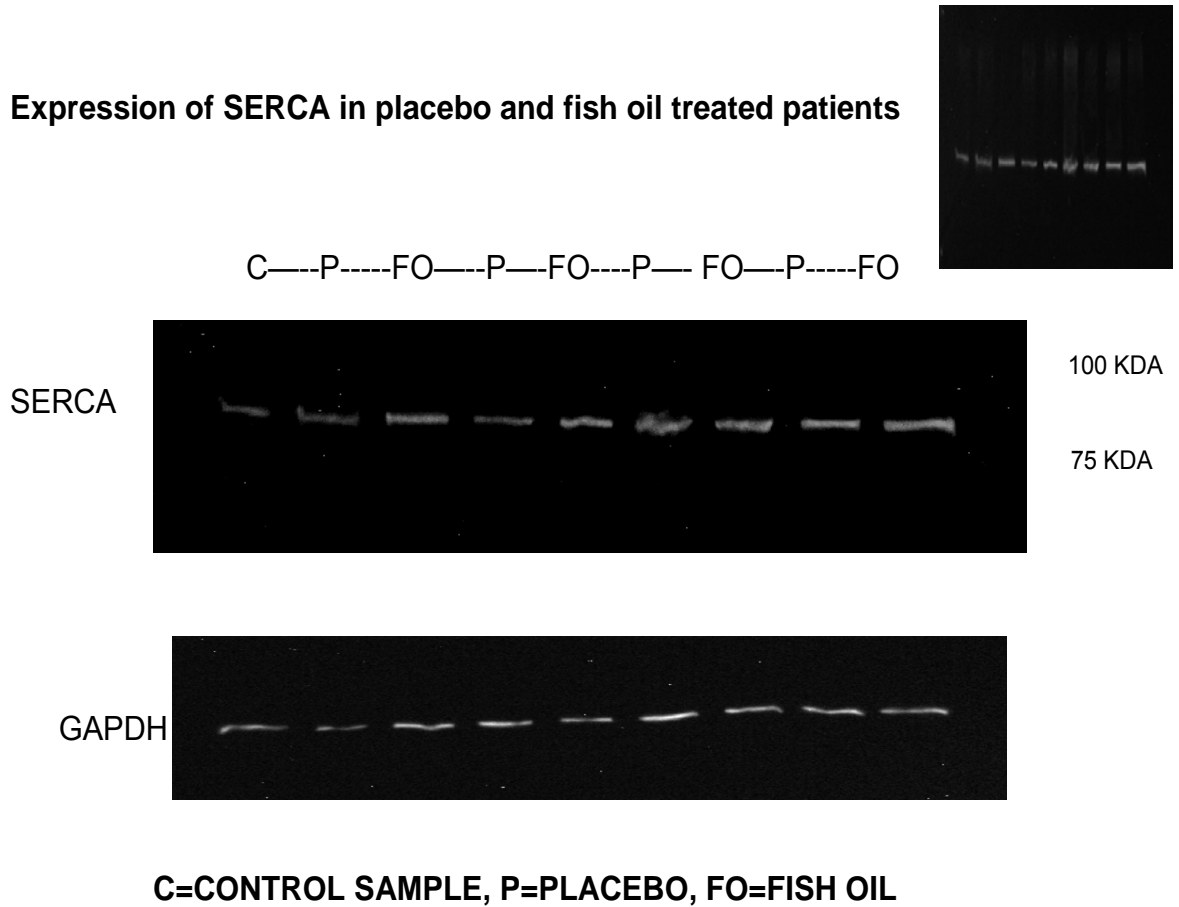 Expression of SERCA in placebo and fish oil treated patients
C—--P-----FO—--P—-FO----P—- FO—-P-----FO
100 KDA
SERCA
75 KDA
GAPDH
C=CONTROL SAMPLE, P=PLACEBO, FO=FISH OIL